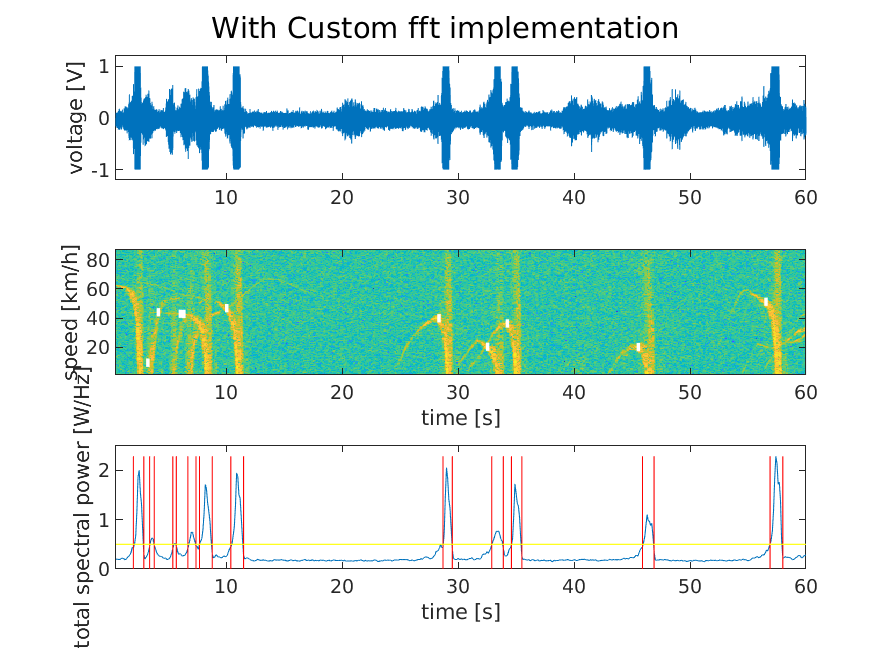 With Custom fft implementation
voltage [V]
1
0
-1
10 20 30 40 50 60
speed [km/h]
80
60
40
20
10 20 30 40 50 60
time [s]
total spectral power [W/Hz]
2
1
0
10 20 30 40 50 60
time [s]